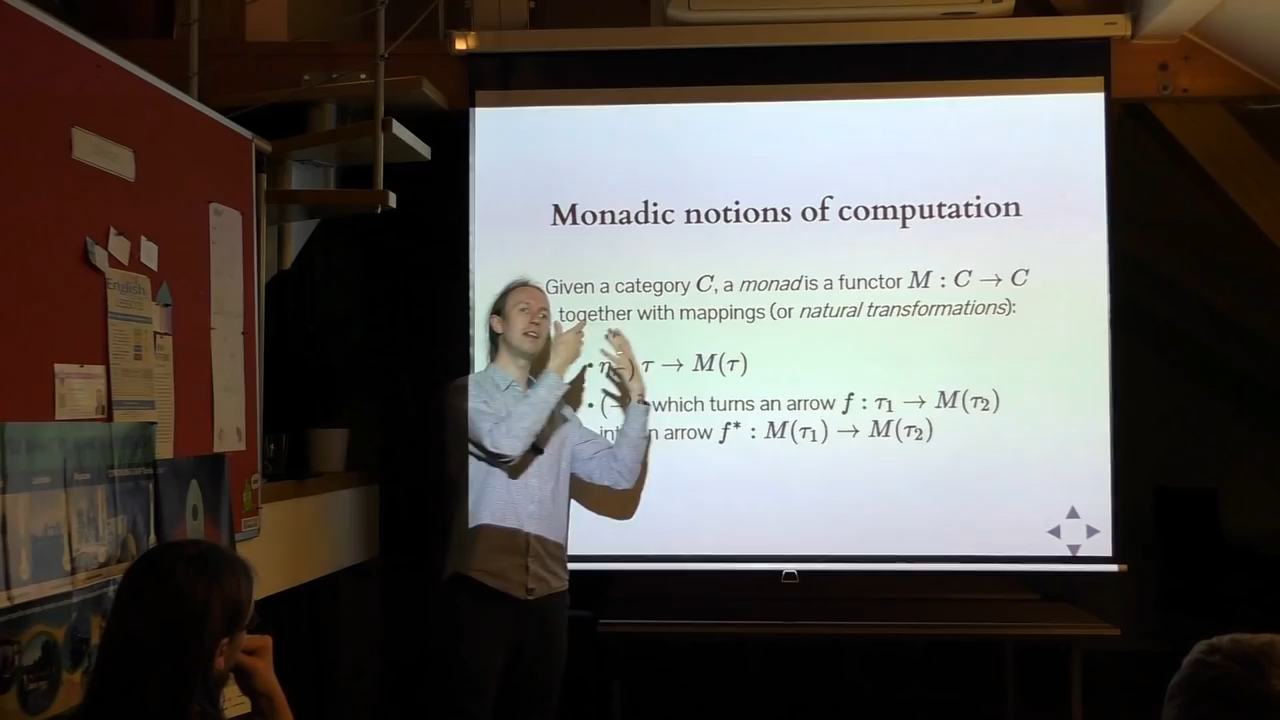 Monadic notions of computation
Given a category C, a monad is a functor M : C → C
together with mappings (or natural transformations):
• η(−) τ → M(τ)
• (− which turns an arrow f : τ₁ → M(τ₂)
an arrow f* : M(τ₁) → M(τ₂)
English